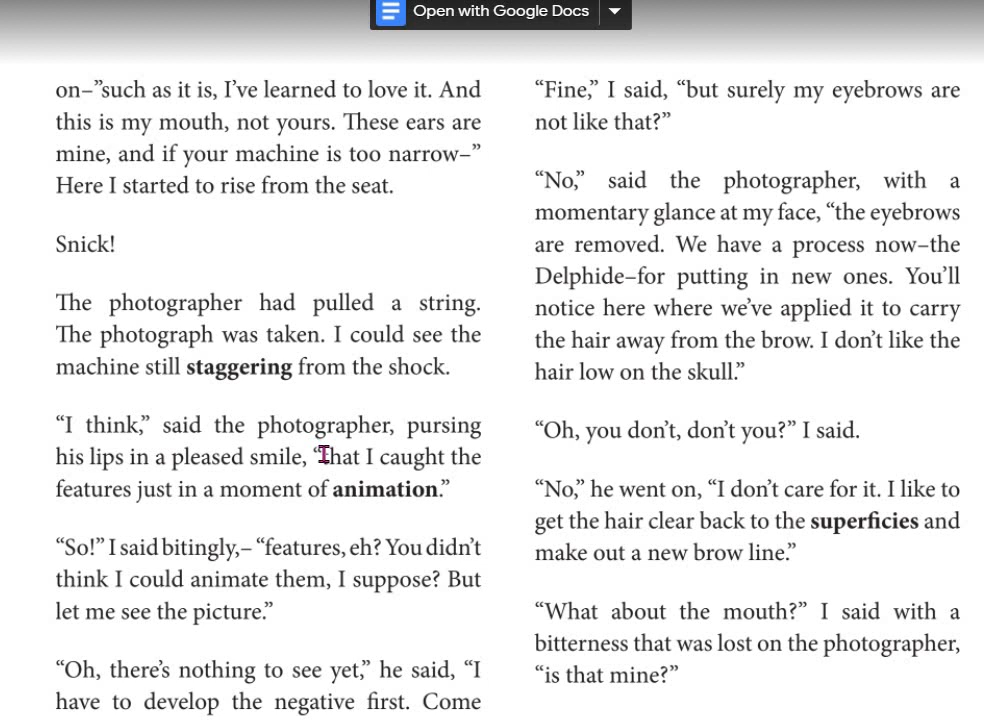 Open with Google Docs
on–”such as it is, I’ve learned to love it. And
this is my mouth, not yours. These ears are
mine, and if your machine is too narrow–”
Here I started to rise from the seat.
Snick!
The photographer had pulled a string.
The photograph was taken. I could see the
machine still staggering from the shock.
“I think,” said the photographer, pursing
his lips in a pleased smile, “that I caught the
features just in a moment of animation.”
“So!” I said bitingly,– “features, eh? You didn’t
think I could animate them, I suppose? But
let me see the picture.”
“Oh, there’s nothing to see yet,” he said, “I
have to develop the negative first. Come
“Fine,” I said, “but surely my eyebrows are
not like that?”
“No,” said the photographer, with a
momentary glance at my face, “the eyebrows
are removed. We have a process now–the
Delphide–for putting in new ones. You’ll
notice here where we’ve applied it to carry
the hair away from the brow. I don’t like the
hair low on the skull.”
“Oh, you don’t, don’t you?” I said.
“No,” he went on, “I don’t care for it. I like to
get the hair clear back to the superficies and
make out a new brow line.”
“What about the mouth?” I said with a
bitterness that was lost on the photographer,
“is that mine?”